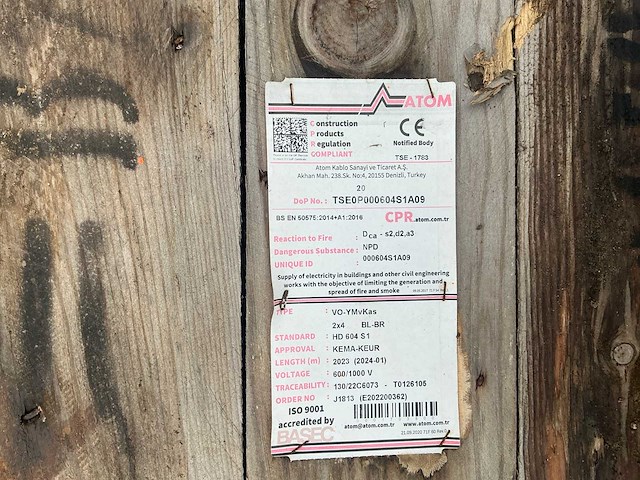 ATOM
Construction
Products
Regulation
COMPLIANT
CE
Notified Body
TSE - 1783
Atom Kablo Sanayi ve Ticaret A.Ş.
Akhan Mah. 238.Sk. No:4, 20155 Denizli, Turkey
20
DoP No. : TSE0P000604S1A09
BS EN 50575:2014+A1:2016 CPR.atom.com.tr
Reaction to Fire : Dca - s2,d2,a3
Dangerous Substance : NPD
UNIQUE ID : 000604S1A09
Supply of electricity in buildings and other civil engineering
works with the objective of limiting the generation and
spread of fire and smoke
TYPE : VO-YMvKas
2x4 BL-BR
STANDARD : HD 604 S1
APPROVAL : KEMA-KEUR
LENGTH (m) : 2023 (2024-01)
VOLTAGE : 600/1000 V
TRACEABILITY : 130/22C6073 - T0126105
ORDER NO : J1813 (E202200362)
ISO 9001
accredited by
BASEC
atom@atom.com.tr www.atom.com.tr